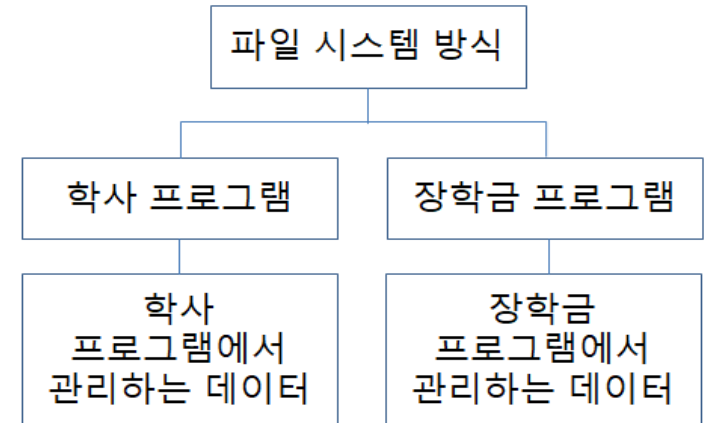 파일 시스템 방식
학사 프로그램
장학금 프로그램
학사
프로그램에서
관리하는 데이터
장학금
프로그램에서
관리하는 데이터